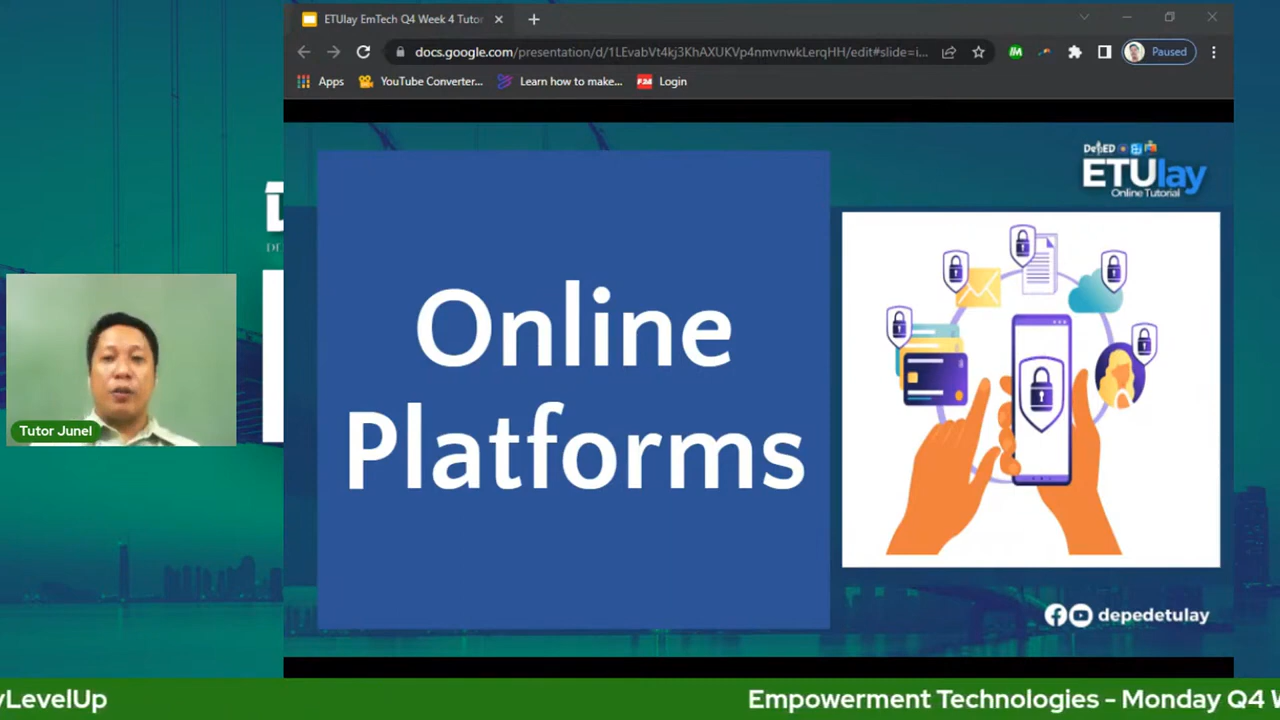 ETUlay EmTech Q4 Week 4 Tutor
docs.google.com/presentation/d/1LEvabVt4kj3KhAXUKVp4nmvnwkLerqHH/edit#slide=i...
Paused
Apps
YouTube Converter...
Learn how to make...
Login
DepED
ETUlay
Online Tutorial
Online
Platforms
Tutor Junel
depedetulay
yLevelUp
Empowerment Technologies - Monday Q4 W